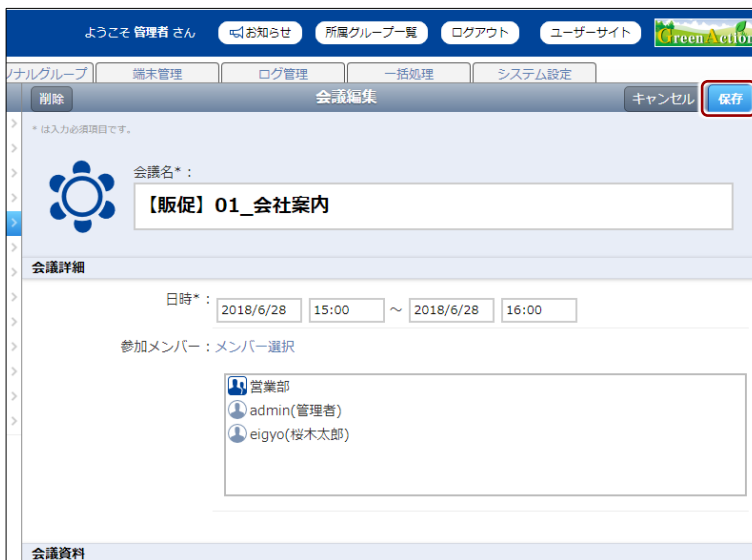 ようこそ 管理者 さん お知らせ 所属グループ一覧 ログアウト ユーザーサイト GreenAction
ソナルグループ 端末管理 ログ管理 一括処理 システム設定
削除 会議編集 キャンセル 保存
* は入力必須項目です。
会議名*：
【販促】01_会社案内
会議詳細
日時*： 2018/6/28 15:00 ～ 2018/6/28 16:00
参加メンバー：メンバー選択
営業部
admin(管理者)
eigyo(桜木太郎)
会議資料